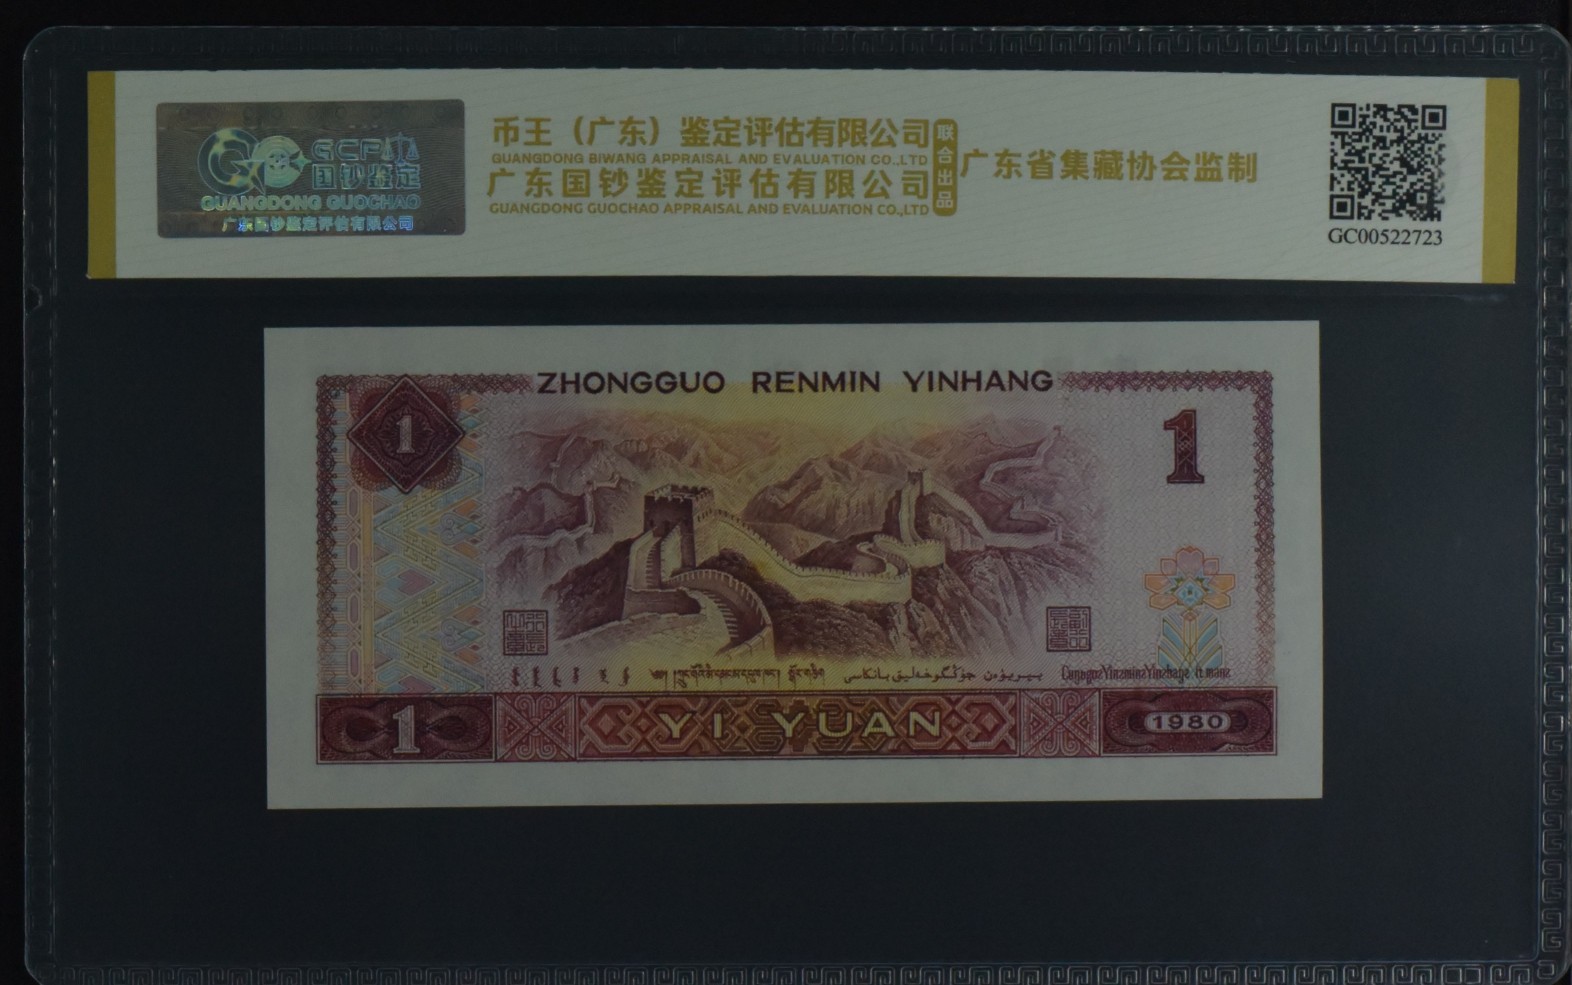 GCF
国钞鉴定
GUANGDONG GUOCHAO
广东国钞鉴定评估有限公司
币王（广东）鉴定评估有限公司
GUANGDONG BIWANG APPRAISAL AND EVALUATION CO.,LTD
广东国钞鉴定评估有限公司
GUANGDONG GUOCHAO APPRAISAL AND EVALUATION CO.,LTD
联合出品
广东省集藏协会监制
GC00522723
ZHONGGUO RENMIN YINHANG
1
1
1
YI YUAN
1980